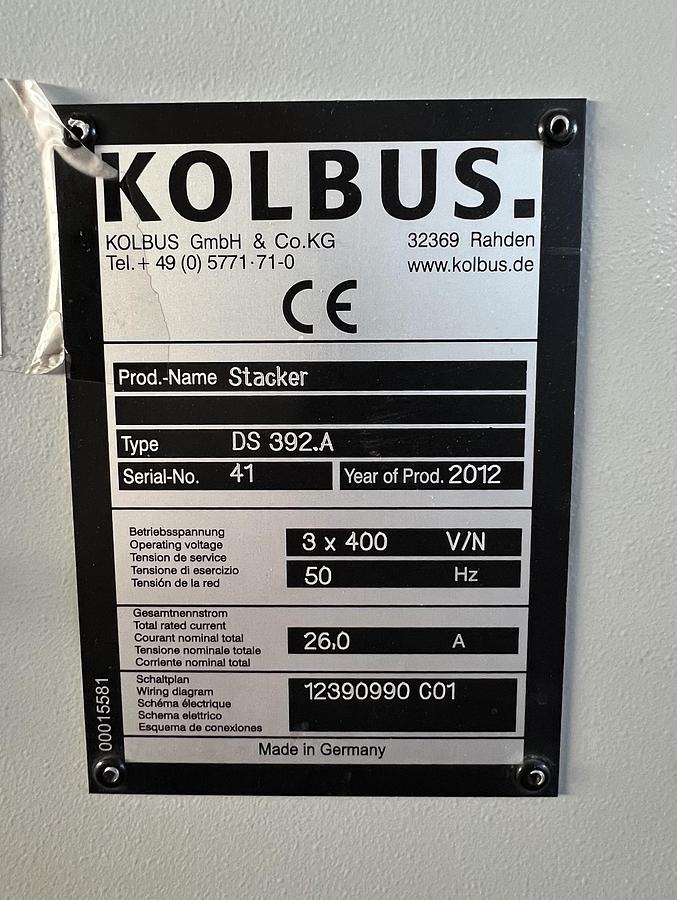 KOLBUS.
KOLBUS GmbH & Co.KG 32369 Rahden
Tel.+ 49 (0) 5771·71-0 www.kolbus.de
CE
Prod.-Name Stacker
Type DS 392.A
Serial-No. 41 Year of Prod. 2012
Betriebsspannung
Operating voltage
Tension de service
Tensione di esercizio
Tensión de la red
3 x 400 V/N
50 Hz
Gesamtnennstrom
Total rated current
Courant nominal total
Tensione nominale totale
Corriente nominal total
26,0 A
Schaltplan
Wiring diagram
Schéma électrique
Schema elettrico
Esquema de conexiones
12390990 C01
00015581
Made in Germany